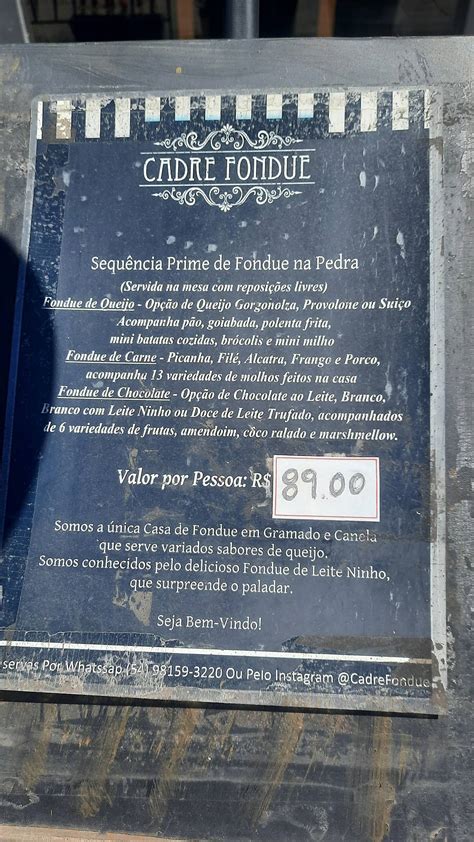 CADRE FONDUE
Sequência Prime de Fondue na Pedra
(Servida na mesa com reposições livres)
Fondue de Queijo - Opção de Queijo Gorgonolza, Provolone ou Suiço
Acompanha pão, goiabada, polenta frita,
mini batatas cozidas, brócolis e mini milho
Fondue de Carne - Picanha, Filé, Alcatra, Frango e Porco,
acompanha 13 variedades de molhos feitos na casa
Fondue de Chocolate - Opção de Chocolate ao Leite, Branco,
Branco com Leite Ninho ou Doce de Leite Trufado, acompanhados
de 6 variedades de frutas, amendoim, côco ralado e marshmellow.
Valor por Pessoa: R$ 89.00
Somos a única Casa de Fondue em Gramado e Canela
que serve variados sabores de queijo.
Somos conhecidos pelo delicioso Fondue de Leite Ninho,
que surpreende o paladar.
Seja Bem-Vindo!
servas Por Whatssap (54) 98159-3220 Ou Pelo Instagram @CadreFondue